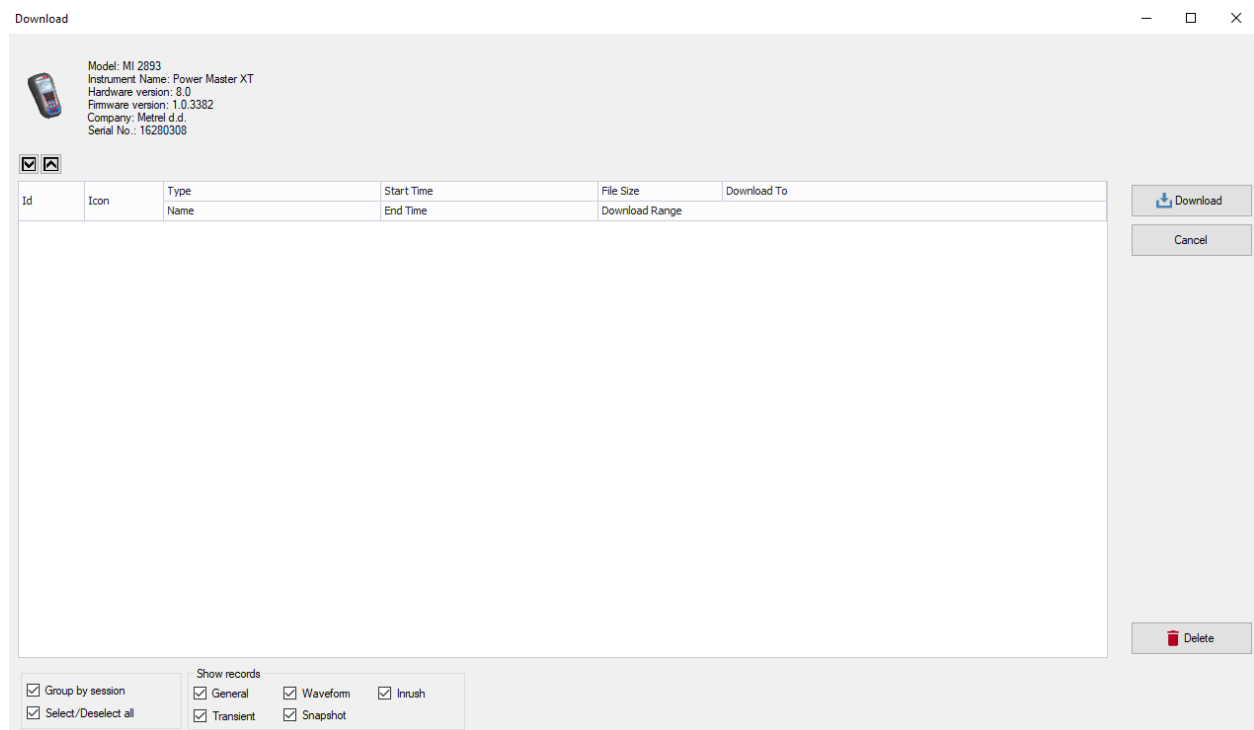 Download
Model: MI 2893
Instrument Name: Power Master XT
Hardware version: 8.0
Firmware version: 1.0.3382
Company: Metrel d.d.
Serial No.: 16280308
Id
Icon
Type
Start Time
File Size
Download To
Name
End Time
Download Range
Download
Cancel
Delete
Show records
Group by session
General
Waveform
Inrush
Select/Deselect all
Transient
Snapshot